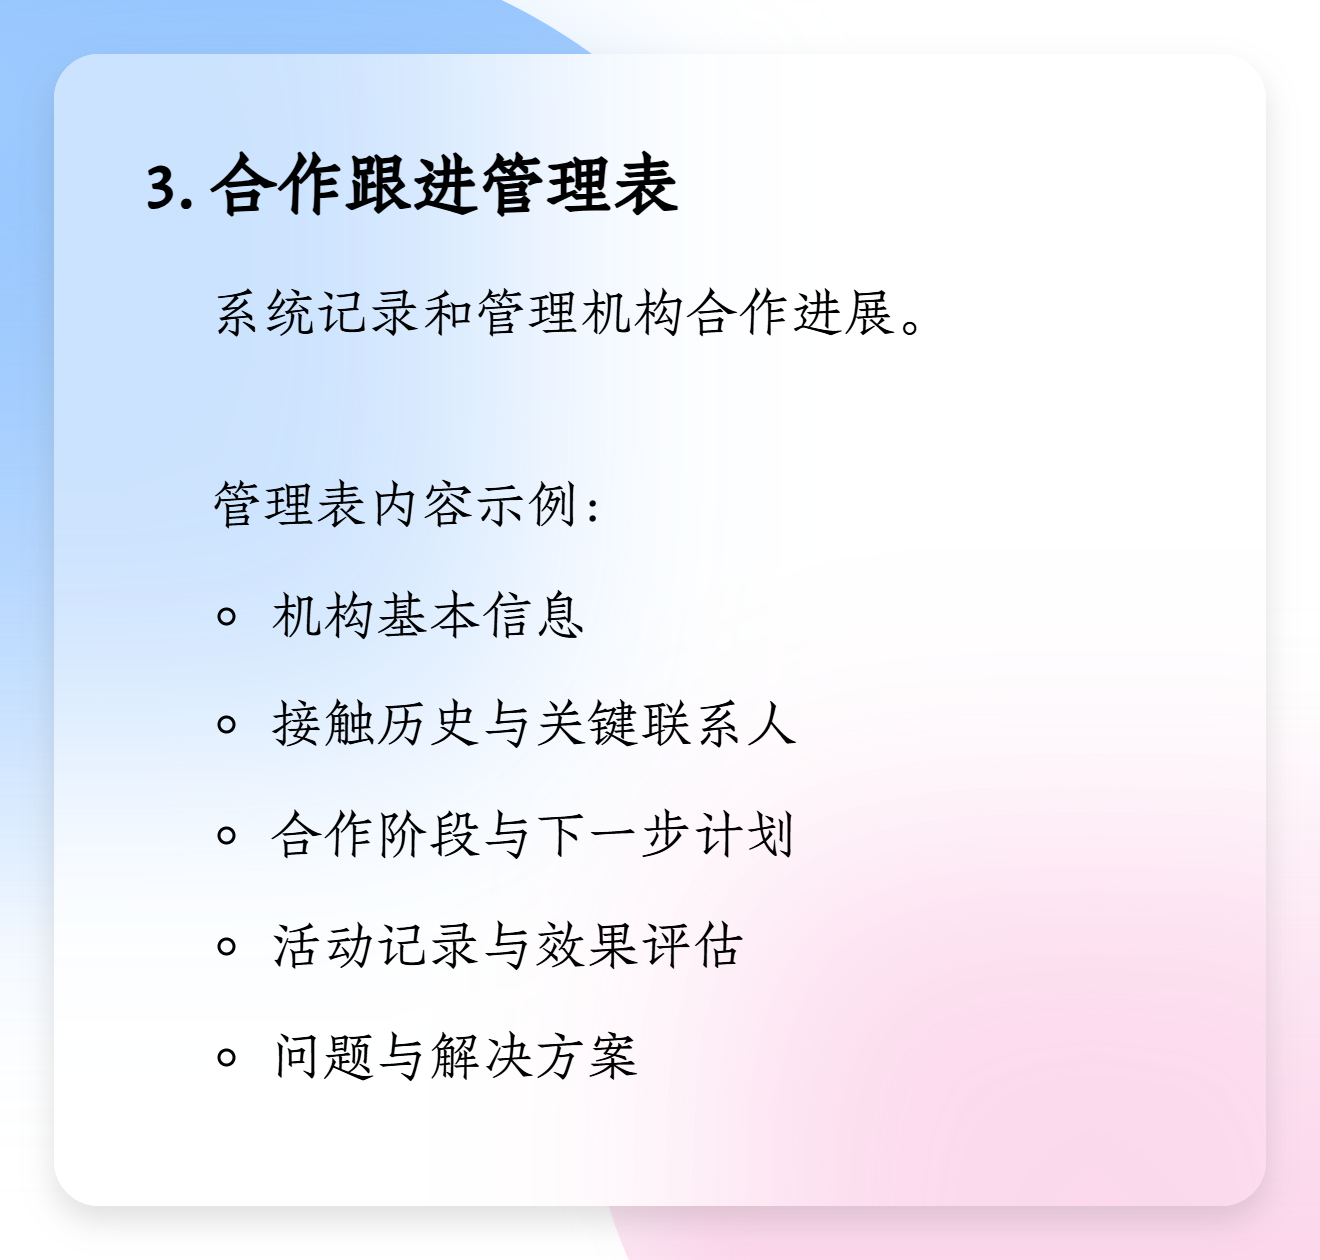 3. 合作跟进管理表
系统记录和管理机构合作进展。
管理表内容示例：
机构基本信息
接触历史与关键联系人
合作阶段与下一步计划
活动记录与效果评估
问题与解决方案